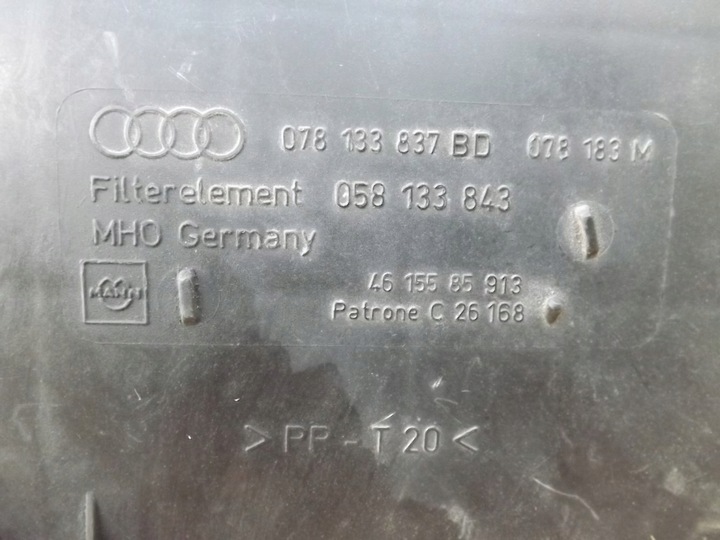 078 133 837 BD 078 183 M
Filterelement 058 133 843
MHO Germany
MANN
46 155 85 913
Patrone C 26 168
> PP - T 20 <